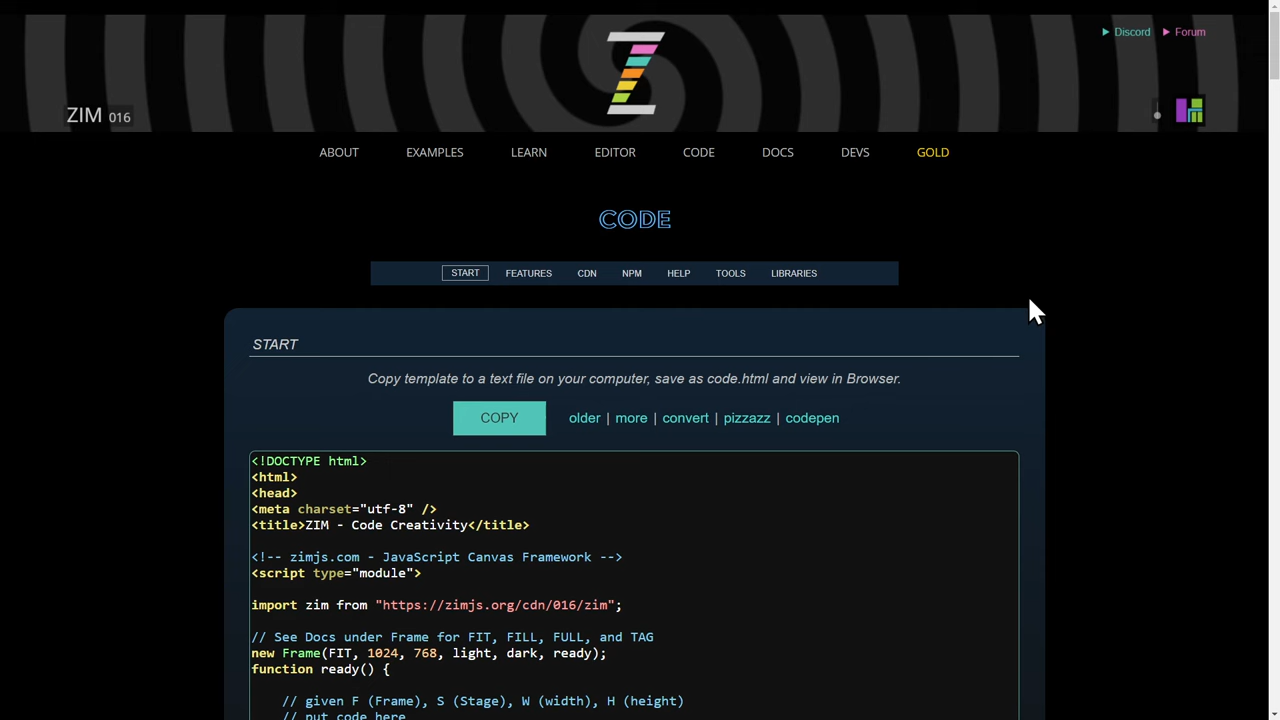 Discord Forum
ZIM 016
ABOUT EXAMPLES LEARN EDITOR CODE DOCS DEVS GOLD
CODE
START FEATURES CDN NPM HELP TOOLS LIBRARIES
START
Copy template to a text file on your computer, save as code.html and view in Browser.
COPY older | more | convert | pizzazz | codepen
<!DOCTYPE html>
<html>
<head>
<meta charset="utf-8" />
<title>ZIM - Code Creativity</title>
<!-- zimjs.com - JavaScript Canvas Framework -->
<script type="module">
import zim from "https://zimjs.org/cdn/016/zim";
// See Docs under Frame for FIT, FILL, FULL, and TAG
new Frame(FIT, 1024, 768, light, dark, ready);
function ready() {
// given F (Frame), S (Stage), W (width), H (height)
// put code here